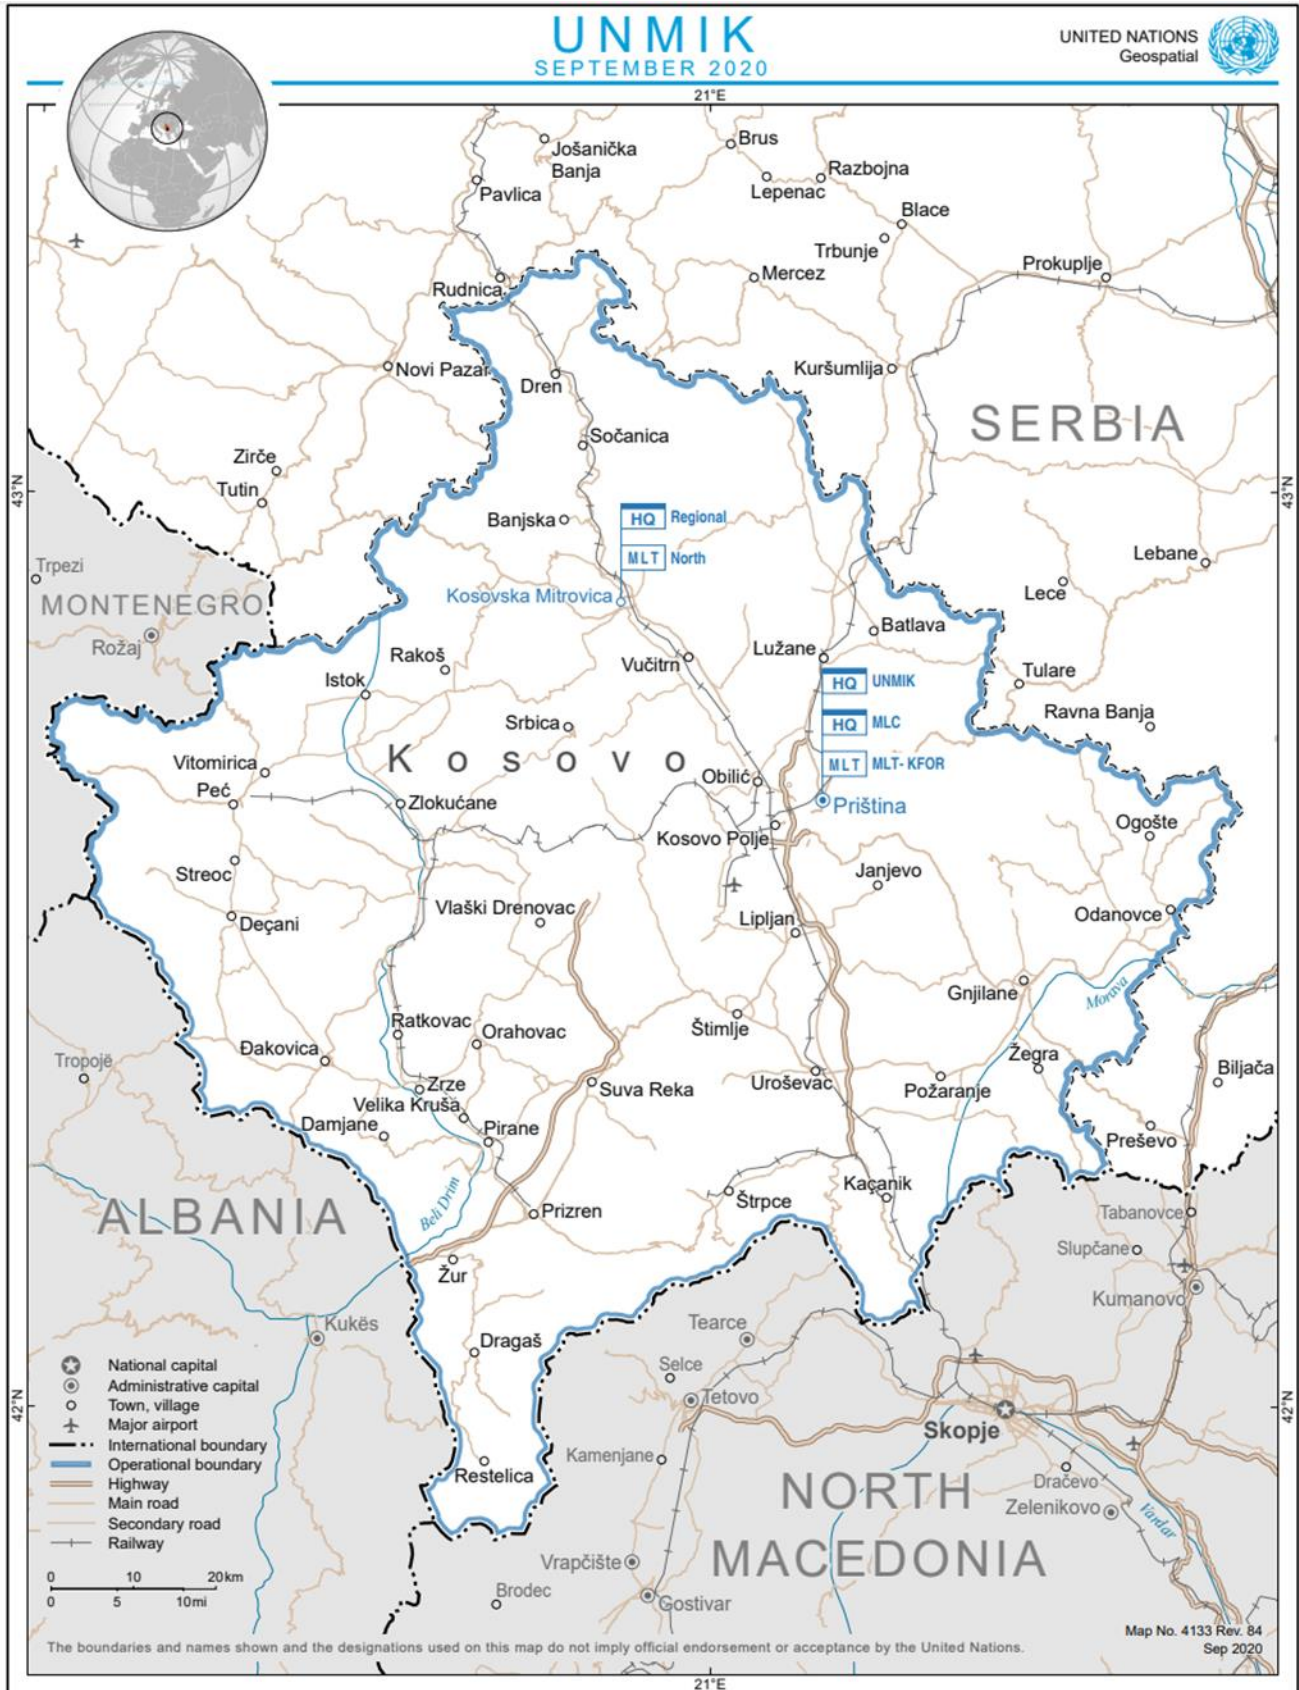 UNMIK
SEPTEMBER 2020
UNITED NATIONS
Geospatial
21°E
Jošanička
Banja
Brus
Pavlica
Lepenac
Razbojna
Blace
Trbunje
Mercez
Prokuplje
Rudnica
Novi Pazar
Dren
Kuršumlija
SERBIA
Sočanica
Zirče
Tutin
43°N
43°N
Banjska
HQ Regional
MLT North
Lebane
Trpezi
Lece
MONTENEGRO
Kosovska Mitrovica
Rožaj
Batlava
Rakoš
Vučitrn
Lužane
Istok
Tulare
HQ UNMIK
Srbica
HQ MLC
Ravna Banja
Kosovo
Vitomirica
MLT MLT- KFOR
Peć
Obilić
Zlokućane
Priština
Ogošte
Kosovo Polje
Streoc
Janjevo
Vlaški Drenovac
Deçani
Lipljan
Odanovce
Gnjilane
Morava
Ratkovac
Orahovac
Štimlje
Đakovica
Žegra
Tropojë
Biljača
Zrze
Suva Reka
Uroševac
Požaranje
Velika Kruša
Damjane
Pirane
Preševo
Kaçanik
Štrpce
Beli Drim
Prizren
ALBANIA
Tabanovce
Slupčane
Žur
Kumanovo
Kukës
Tearce
Dragaš
Selce
National capital
Administrative capital
Tetovo
Town, village
42°N
42°N
Major airport
Skopje
International boundary
Kamenjane
Operational boundary
Restelica
Highway
Dračevo
NORTH
Main road
Zelenikovo
Secondary road
Vardar
Railway
MACEDONIA
Vrapčište
0 10 20 km
0 5 10 mi
Brodec
Gostivar
Map No. 4133 Rev. 84
Sep 2020
The boundaries and names shown and the designations used on this map do not imply official endorsement or acceptance by the United Nations.
21°E